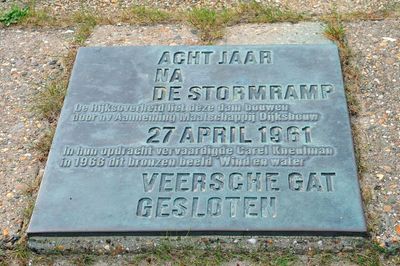 ACHT JAAR
NA
DE STORMRAMP
De Rijksoverheid liet deze dam bouwen
door nv Aanneming Maatschappij Dijksbouw
27 APRIL 1961
In hun opdracht vervaardigde Carel Kneulman
in 1966 dit bronzen beeld "Wind en water"
VEERSCHE GAT
GESLOTEN